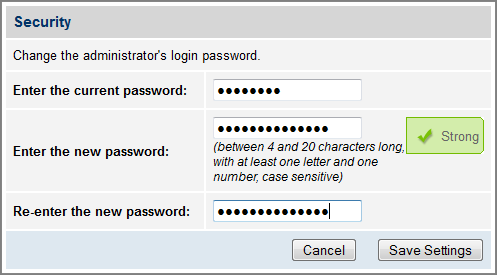 Security
Change the administrator's login password.
Enter the current password: ●●●●●●●●
●●●●●●●●●●●●●●
Strong
Enter the new password:
(between 4 and 20 characters long,
with at least one letter and one
number, case sensitive)
Re-enter the new password: ●●●●●●●●●●●●●●
Cancel Save Settings